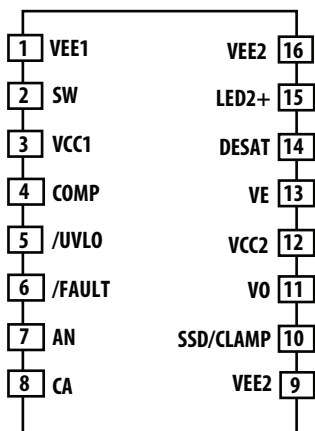 1 VEE1
2 SW
3 VCC1
4 COMP
5 /UVLO
6 /FAULT
7 AN
8 CA
VEE2 16
LED2+ 15
DESAT 14
VE 13
VCC2 12
VO 11
SSD/CLAMP 10
VEE2 9